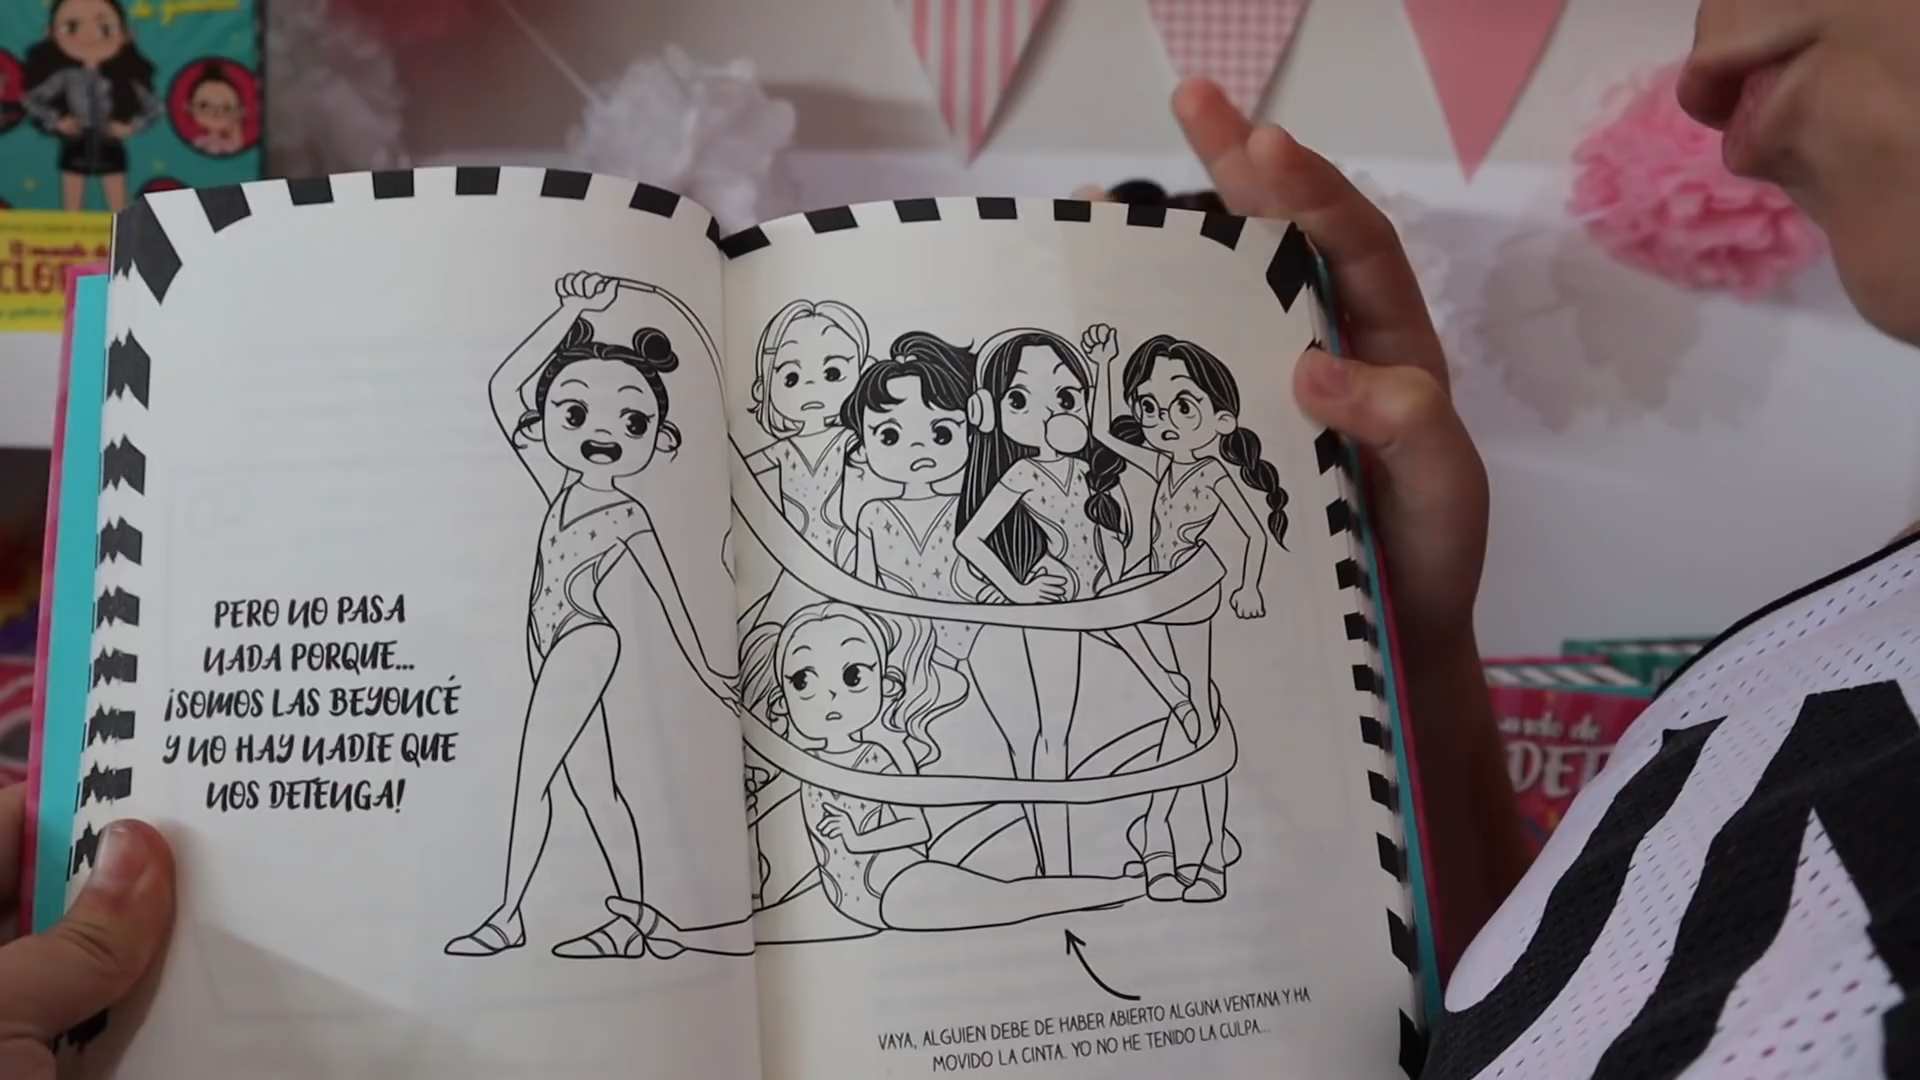 PERO NO PASA
NADA PORQUE...
¡SOMOS LAS BEYONCÉ
Y NO HAY NADIE QUE
NOS DETENGA!
VAYA, ALGUIEN DEBE DE HABER ABIERTO ALGUNA VENTANA Y HA
MOVIDO LA CINTA. YO NO HE TENIDO LA CULPA...